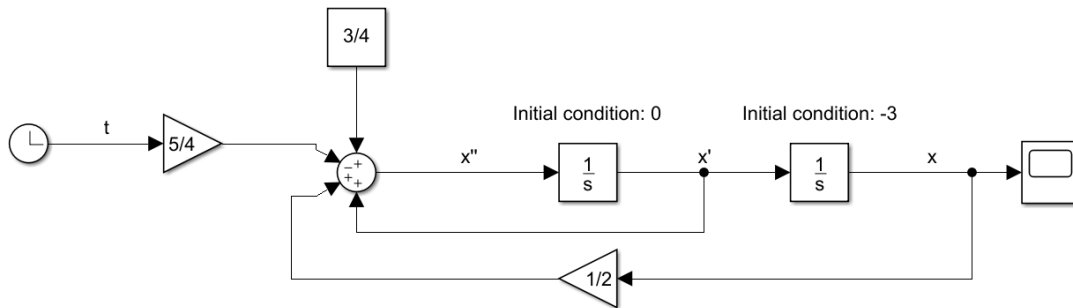 3/4
Initial condition: 0
Initial condition: -3
t
5/4
− +
+ +
x''
1
s
x'
1
s
x
1/2